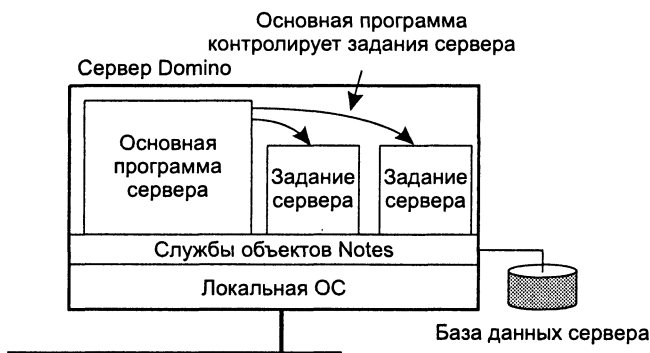 Основная программа
контролирует задания сервера
Сервер Domino
Основная
программа
сервера
Задание
сервера
Задание
сервера
Службы объектов Notes
Локальная ОС
База данных сервера